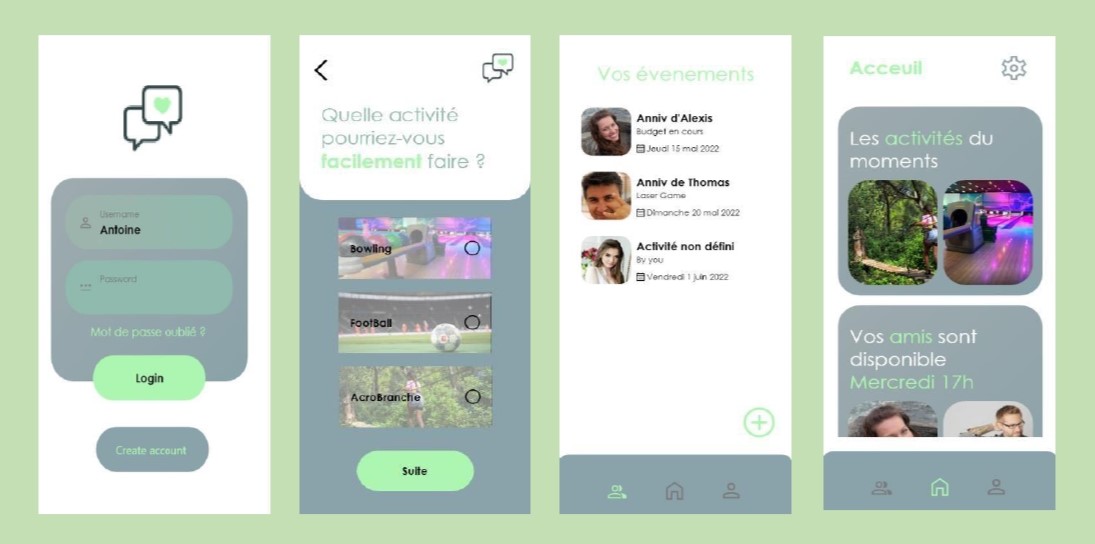 Username
Antoine
Password
Mot de passe oublié ?
Login
Create account
Quelle activité
pourriez-vous
facilement faire ?
Bowling
FootBall
AcroBranche
Suite
Vos évenements
Anniv d'Alexis
Budget en cours
Jeudi 15 mai 2022
Anniv de Thomas
Laser Game
Dimanche 20 mai 2022
Activité non défini
By you
Vendredi 1 juin 2022
Acceuil
Les activités du
moments
Vos amis sont
disponible
Mercredi 17h